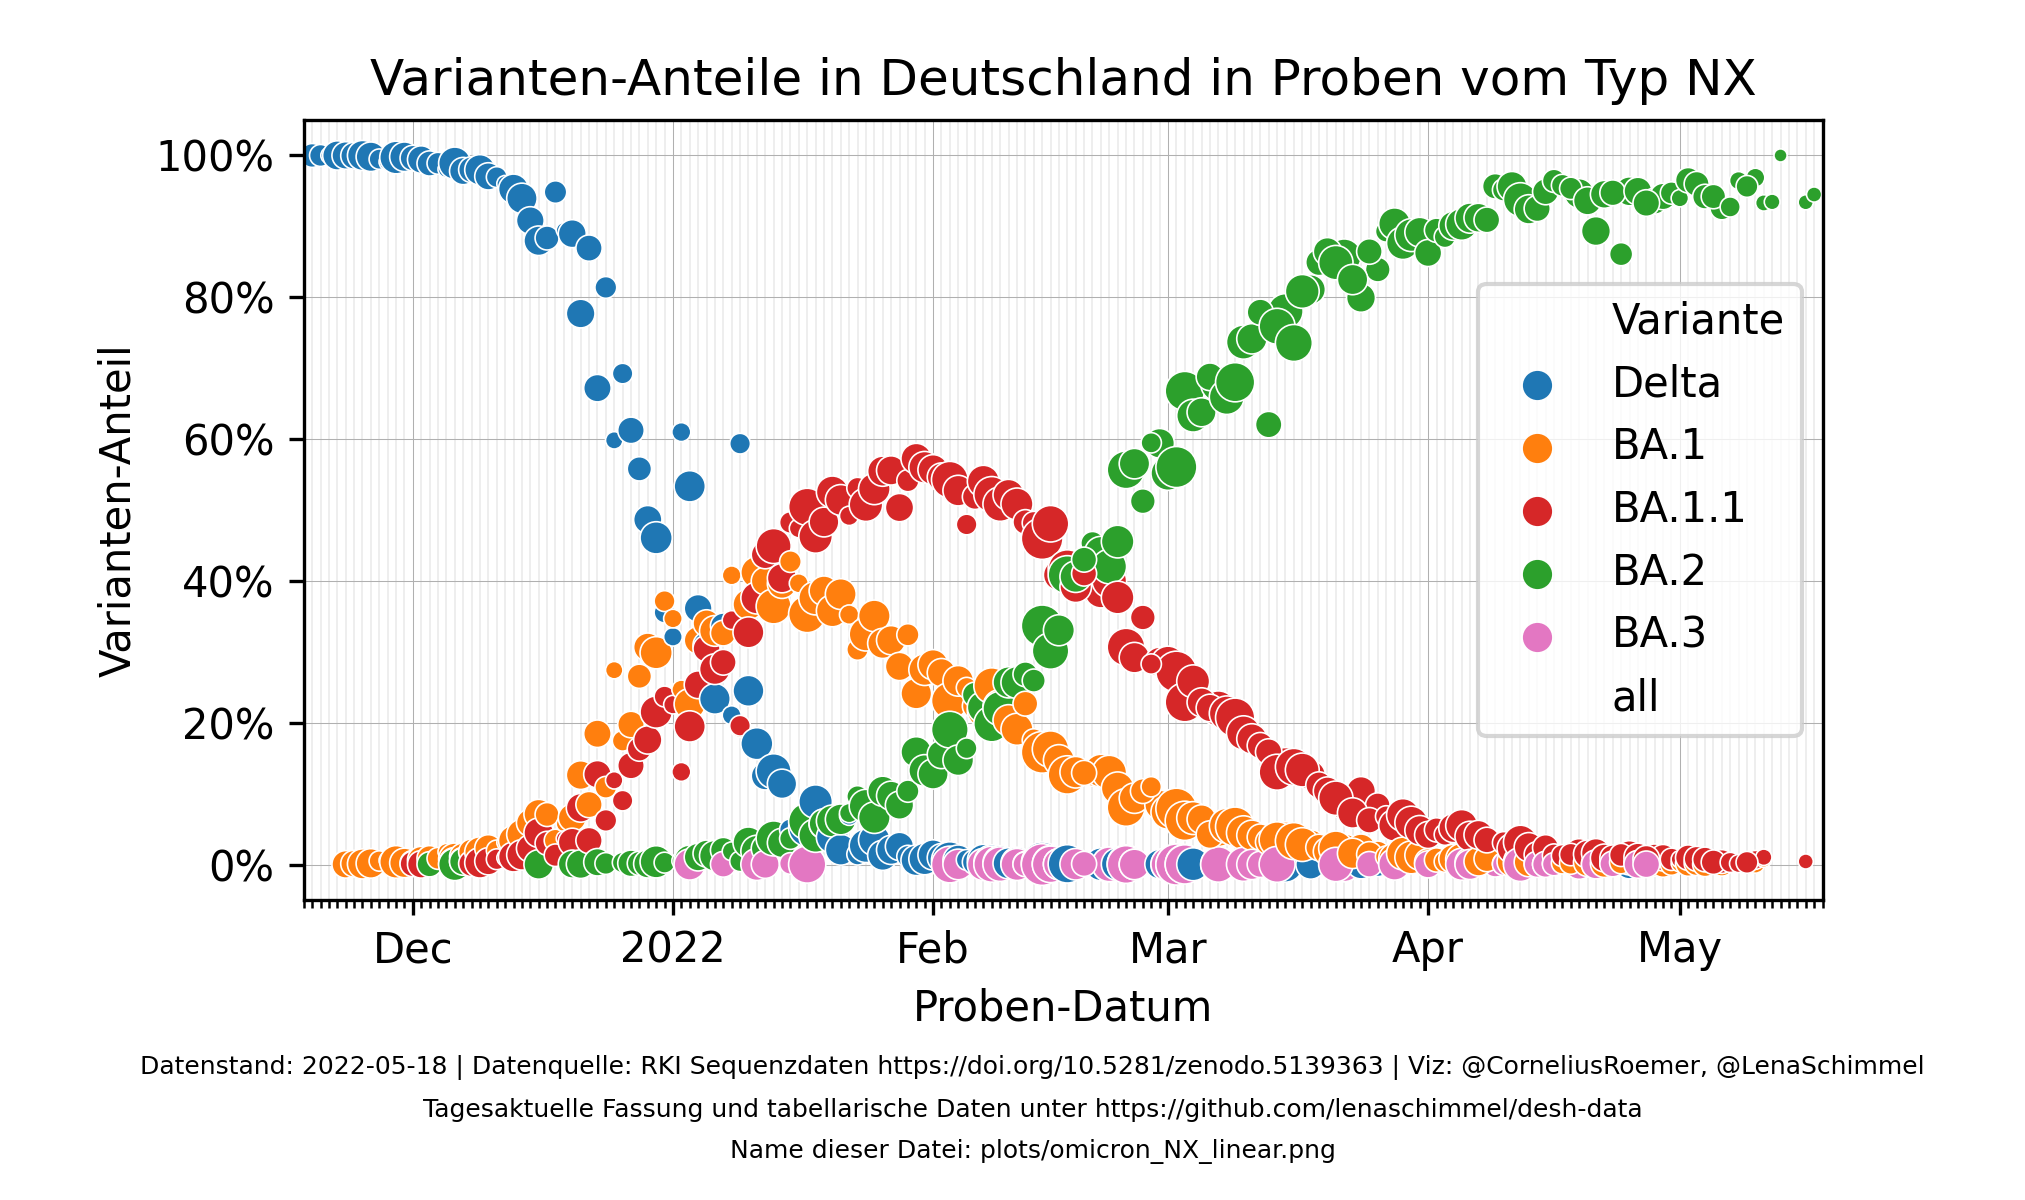 Varianten-Anteile in Deutschland in Proben vom Typ NX
100%
80%
60%
40%
20%
0%
Varianten-Anteil
Variante
Delta
BA.1
BA.1.1
BA.2
BA.3
all
Dec
2022
Feb
Mar
Apr
May
Proben-Datum
Datenstand: 2022-05-18 | Datenquelle: RKI Sequenzdaten https://doi.org/10.5281/zenodo.5139363 | Viz: @CorneliusRoemer, @LenaSchimmel
Tagesaktuelle Fassung und tabellarische Daten unter https://github.com/lenaschimmel/desh-data
Name dieser Datei: plots/omicron_NX_linear.png